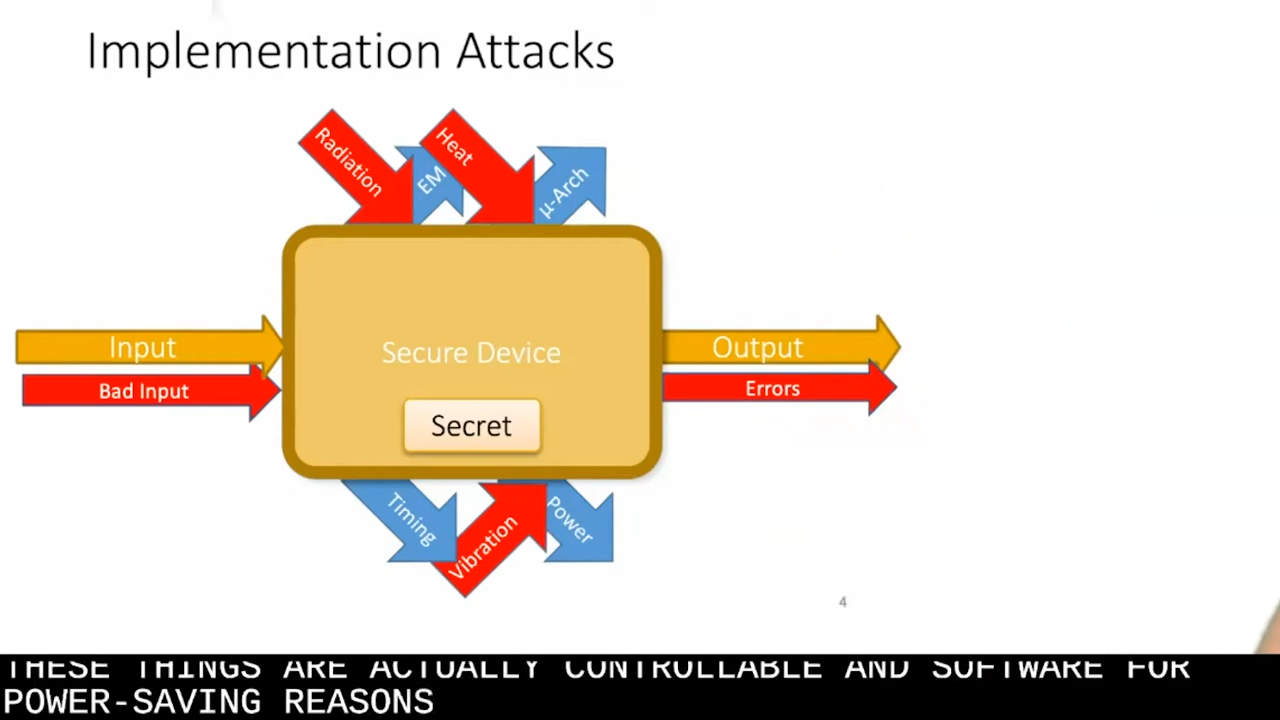 Implementation Attacks
Radiation
EM
Heat
μ-Arch
Input
Bad Input
Secure Device
Secret
Output
Errors
Timing
Vibration
Power
4
THESE THINGS ARE ACTUALLY CONTROLLABLE AND SOFTWARE FOR
POWER-SAVING REASONS